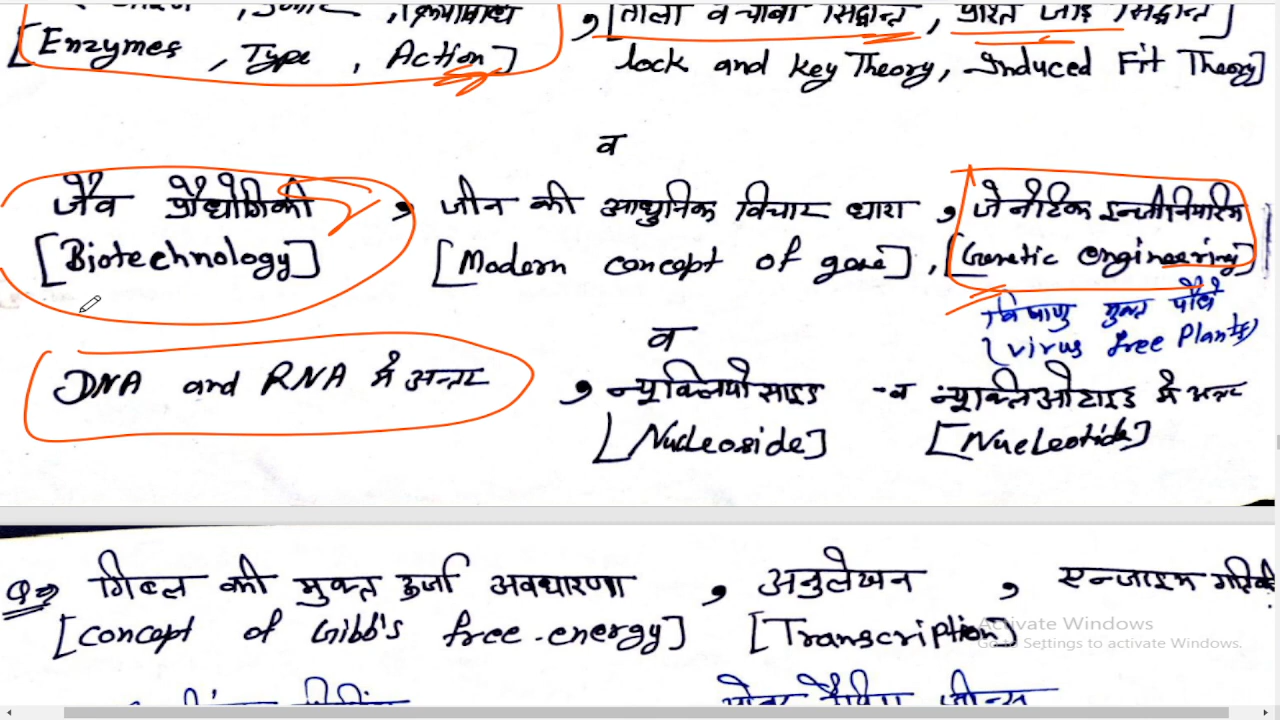 [Enzymes, Type, Action] , [ताला व चाबी सिद्धान्त, प्रेरित जोड़ सिद्धान्त]
lock and key Theory, Induced Fit Theory]
व
जैव प्रौद्योगिकी , जीन की आधुनिक विचार धारा , जेनेटिक इन्जीनियरिंग
[Biotechnology] [Modern concept of gene], [Genetic engineering]
विषाणु मुक्त पौधे
(virus free Plants)
व
DNA and RNA में अन्तर , न्यूक्लियोसाइड व न्यूक्लिओटाइड में अन्तर
[Nucleoside] [Nucleotide]
Q⇒ गिब्स की मुक्त ऊर्जा अवधारणा , अनुलेखन , एन्जाइम
[concept of Gibb's free-energy] [Transcription]
Activate Windows
Go to Settings to activate Windows.